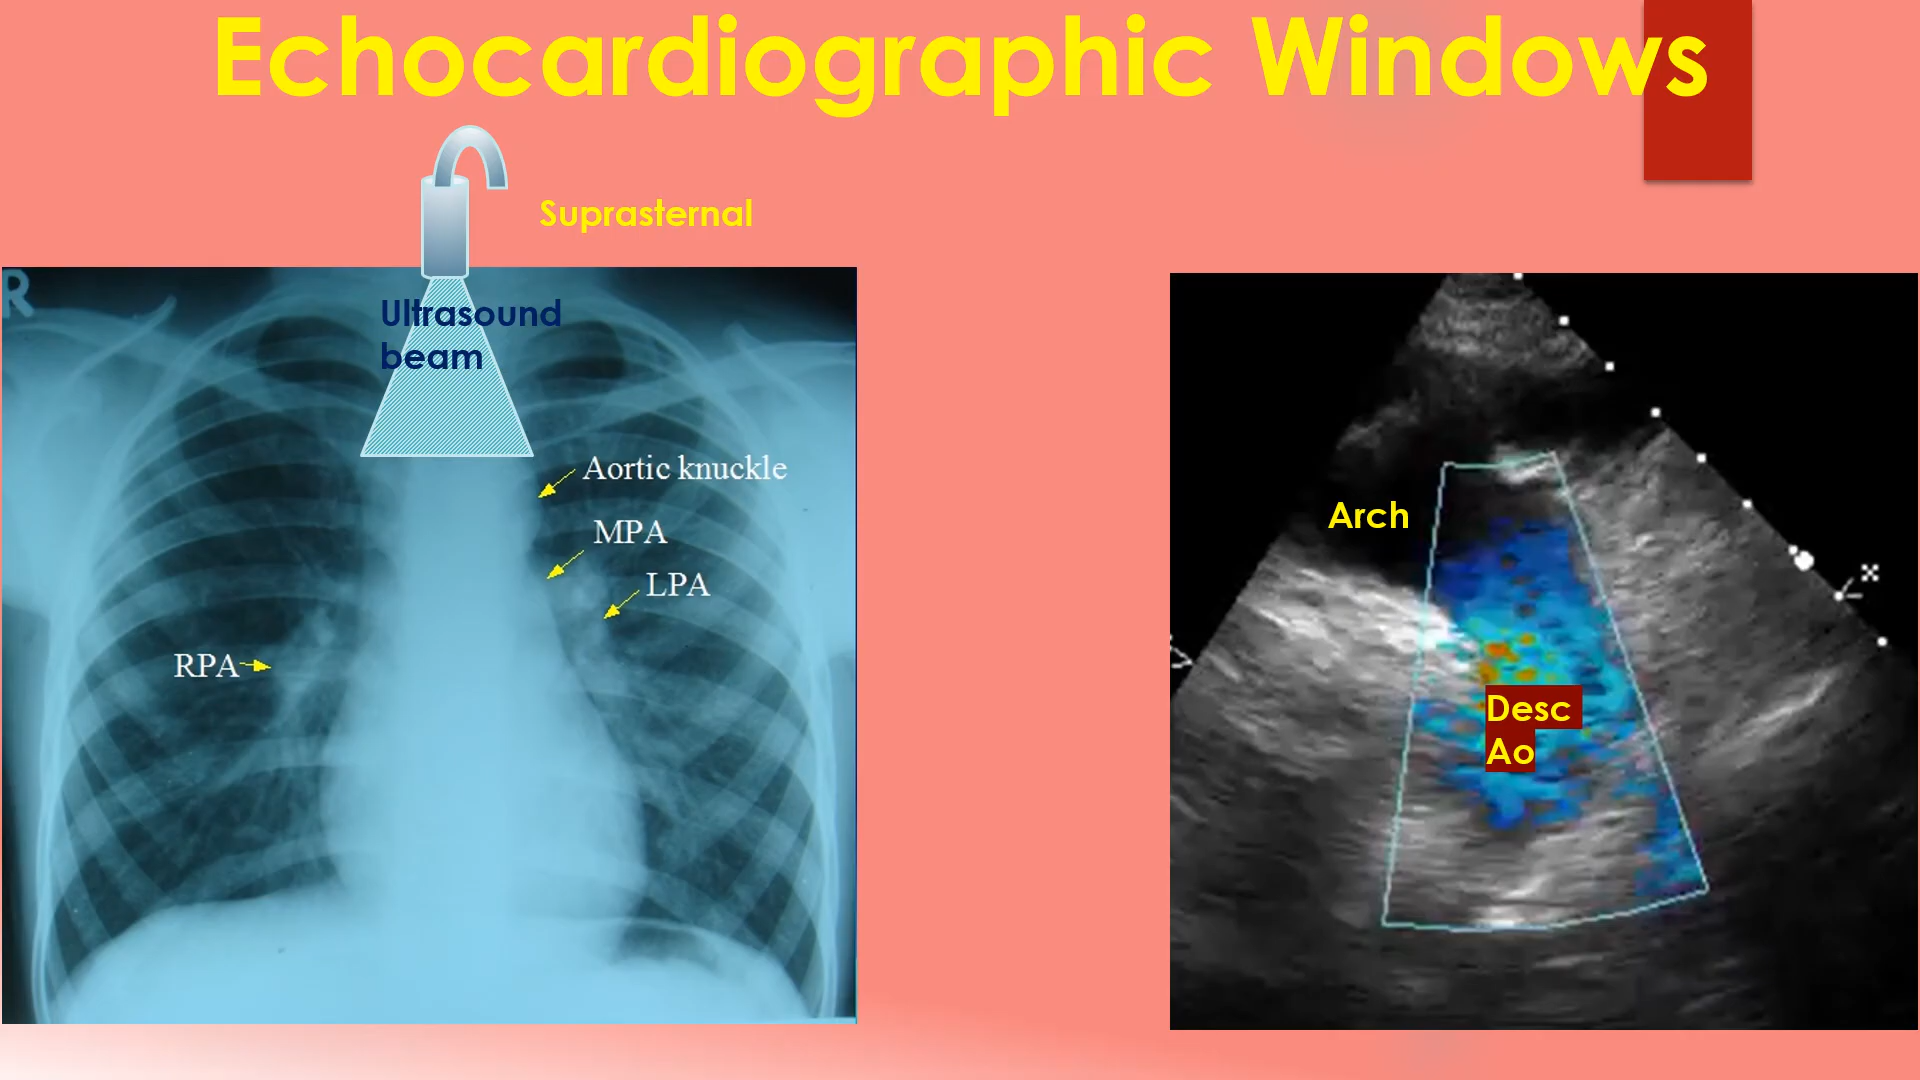 Echocardiographic Windows
Suprasternal
R
Ultrasound
beam
Aortic knuckle
MPA
LPA
RPA
Arch
Desc
Ao